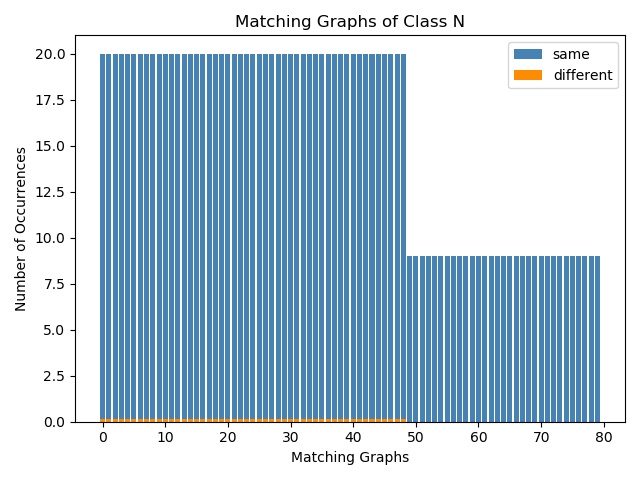 Matching Graphs of Class N
same
different
Number of Occurrences
20.0
17.5
15.0
12.5
10.0
7.5
5.0
2.5
0.0
0 10 20 30 40 50 60 70 80
Matching Graphs